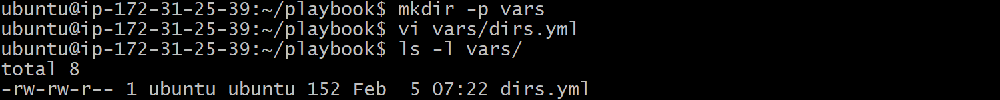 ubuntu@ip-172-31-25-39:~/playbook$ mkdir -p vars
ubuntu@ip-172-31-25-39:~/playbook$ vi vars/dirs.yml
ubuntu@ip-172-31-25-39:~/playbook$ ls -l vars/
total 8
-rw-rw-r-- 1 ubuntu ubuntu 152 Feb  5 07:22 dirs.yml